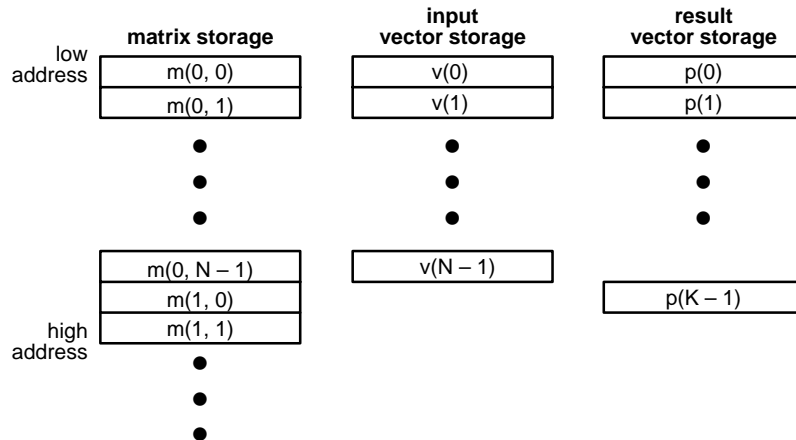 matrix storage
input
vector storage
result
vector storage
low
address
m(0, 0)
v(0)
p(0)
m(0, 1)
v(1)
p(1)
m(0, N – 1)
v(N – 1)
m(1, 0)
p(K – 1)
m(1, 1)
high
address